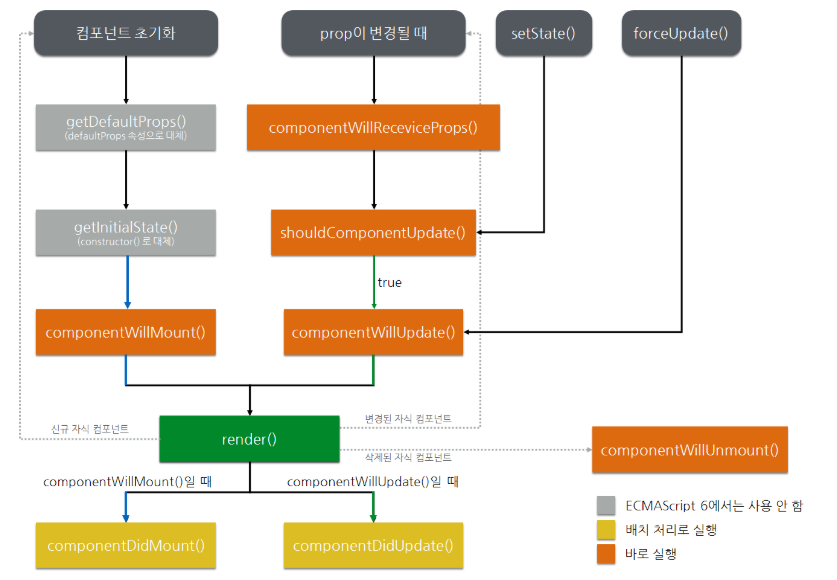 컴포넌트 초기화
prop이 변경될 때
setState()
forceUpdate()
getDefaultProps()
(defaultProps 속성으로 대체)
componentWillReceviceProps()
getInitialState()
(constructor() 로 대체)
shouldComponentUpdate()
true
componentWillMount()
componentWillUpdate()
신규 자식 컴포넌트
render()
변경된 자식 컴포넌트
삭제된 자식 컴포넌트
componentWillUnmount()
componentWillMount()일 때
componentWillUpdate()일 때
componentDidMount()
componentDidUpdate()
ECMAScript 6에서는 사용 안 함
배치 처리로 실행
바로 실행